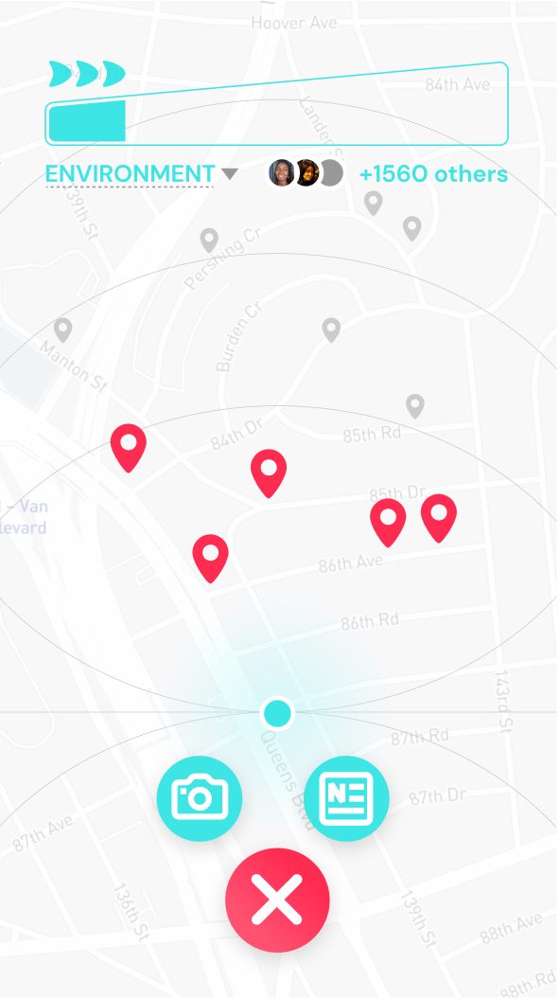 Hoover Ave
84th Ave
Lander S
ENVIRONMENT
+1560 others
139th St
Pershing Cr
Burden Cr
Manton St
84th Dr
85th Rd
85th Dr
- Van
levard
86th Ave
86th Rd
143rd St
87th Rd
Queens Blvd
NE
87th Dr
87th Ave
136th St
139th St
88th Ave
88th Rd